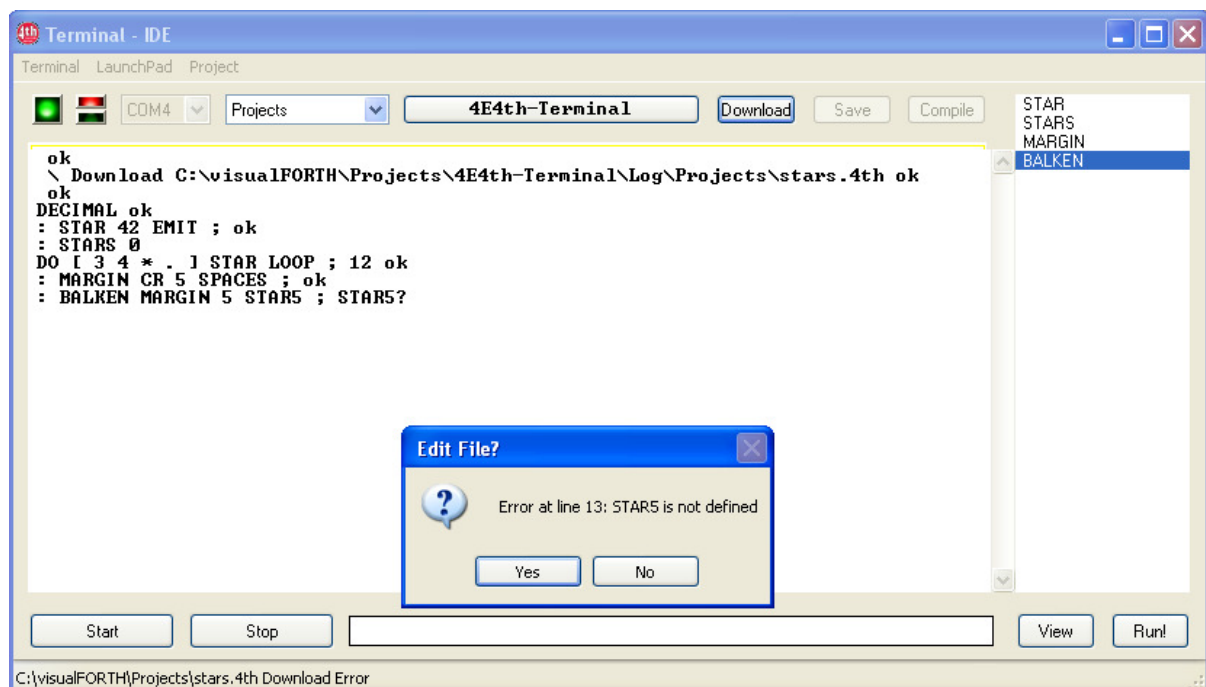 4th Terminal - IDE
Terminal LaunchPad Project
COM4 Projects 4E4th-Terminal Download Save Compile
STAR
STARS
MARGIN
BALKEN
ok
\ Download C:\visualFORTH\Projects\4E4th-Terminal\Log\Projects\stars.4th ok
ok
DECIMAL ok
: STAR 42 EMIT ; ok
: STARS 0
DO [ 3 4 * . ] STAR LOOP ; 12 ok
: MARGIN CR 5 SPACES ; ok
: BALKEN MARGIN 5 STAR5 ; STAR5?
Edit File?
Error at line 13: STAR5 is not defined
Yes No
Start Stop View Run!
C:\visualFORTH\Projects\stars.4th Download Error